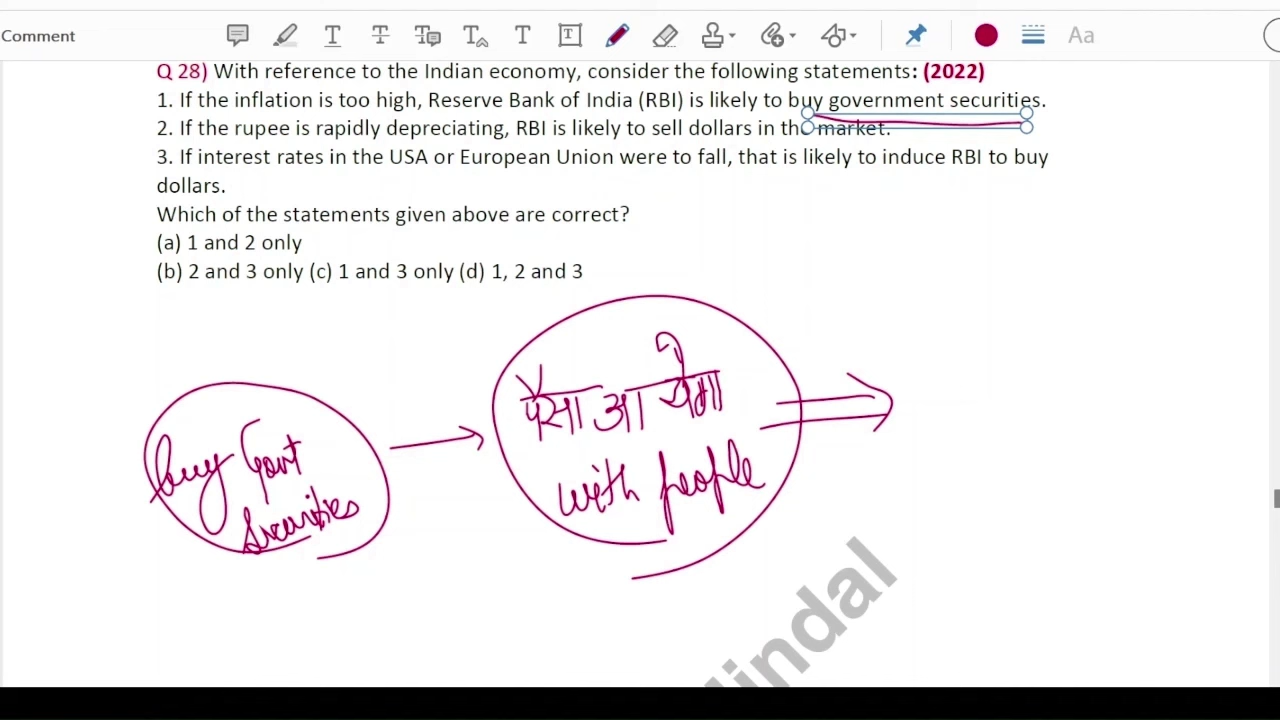 Comment
Aa
Q 28) With reference to the Indian economy, consider the following statements: (2022)
1. If the inflation is too high, Reserve Bank of India (RBI) is likely to buy government securities.
2. If the rupee is rapidly depreciating, RBI is likely to sell dollars in the market.
3. If interest rates in the USA or European Union were to fall, that is likely to induce RBI to buy
dollars.
Which of the statements given above are correct?
(a) 1 and 2 only
(b) 2 and 3 only (c) 1 and 3 only (d) 1, 2 and 3
buy Govt
Securities
पैसा आ येगा
with people